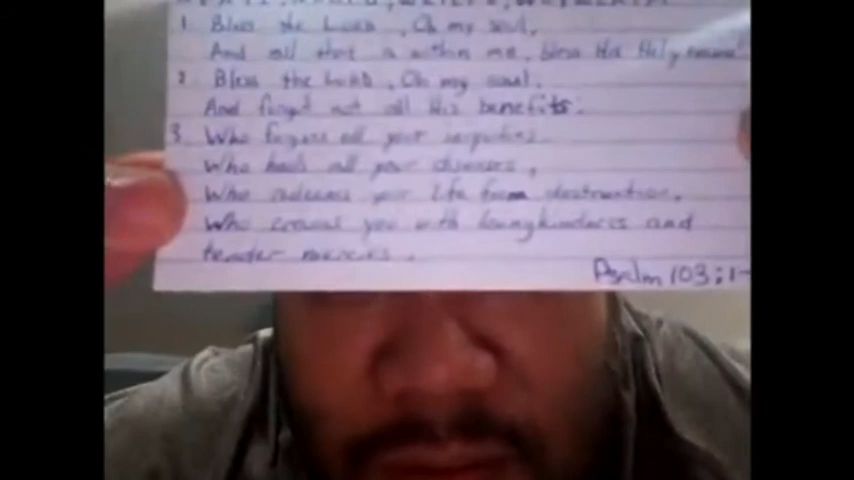 1 Bless the LORD, Oh my soul,
And all that is within me, bless His Holy name!
2 Bless the LORD, Oh my soul,
And forget not all His benefits:
3 Who forgives all your iniquities
Who heals all your diseases,
Who redeems your life from destruction,
Who crowns you with lovingkindness and
tender mercies.
Psalm 103:1-